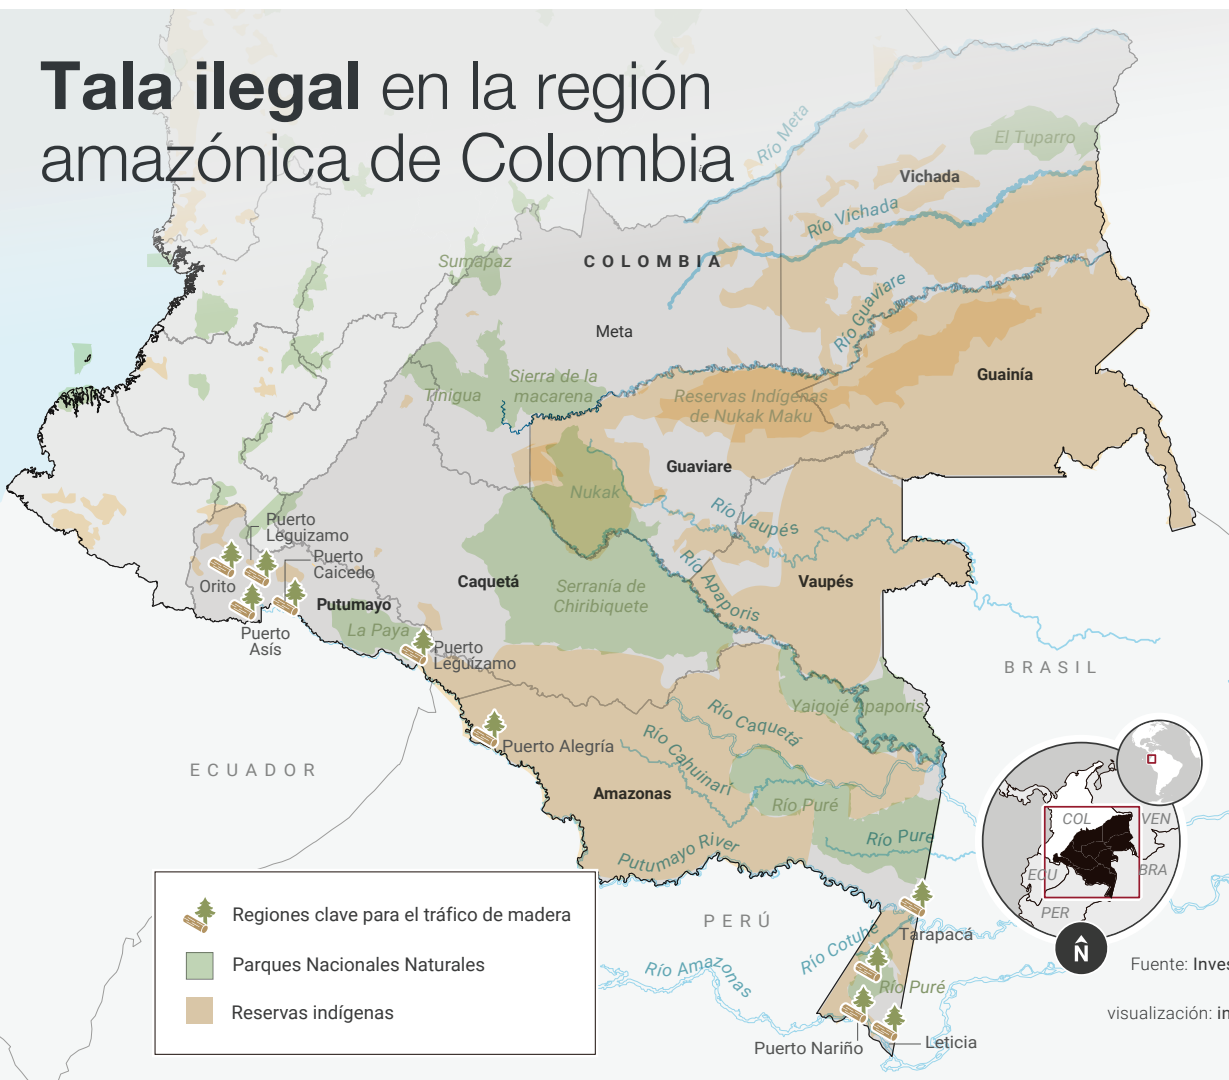 Tala ilegal en la región
amazónica de Colombia
Río Meta
El Tuparro
Vichada
Río Vichada
Sumapaz
COLOMBIA
Río Guaviare
Meta
Guainía
Tinigua
Sierra de la
macarena
Reservas Indígenas
de Nukak Maku
Guaviare
Nukak
Río Vaupés
Puerto
Leguizamo
Puerto
Caicedo
Orito
Putumayo
Caquetá
Serranía de
Chiribiquete
Río Apaporis
Vaupés
Puerto
Asís
La Paya
Puerto
Leguízamo
BRASIL
Yaigojé Apaporis
Río Caquetá
Río Cahuinarí
Puerto Alegría
ECUADOR
Amazonas
Río Puré
Río Pure
Putumayo River
COL
VEN
ECU
BRA
PER
N
PERÚ
Tarapacá
Río Cotuhé
Río Amazonas
Río Puré
Puerto Nariño
Leticia
Regiones clave para el tráfico de madera
Parques Nacionales Naturales
Reservas indígenas
Fuente: Inves
visualización: in